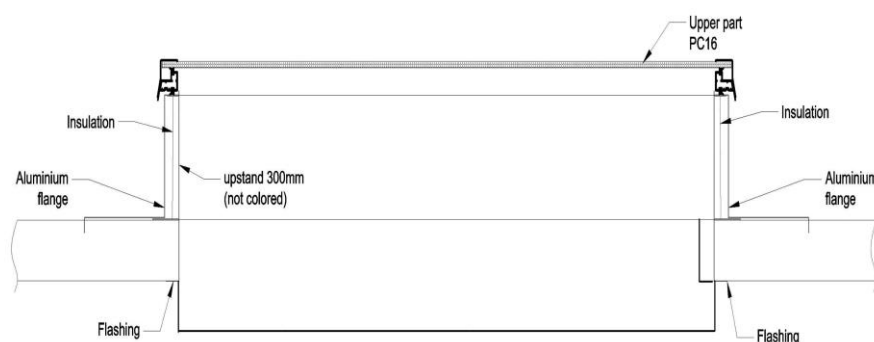 Upper part
PC16
Insulation
Insulation
Aluminium
flange
upstand 300mm
(not colored)
Aluminium
flange
Flashing
Flashing